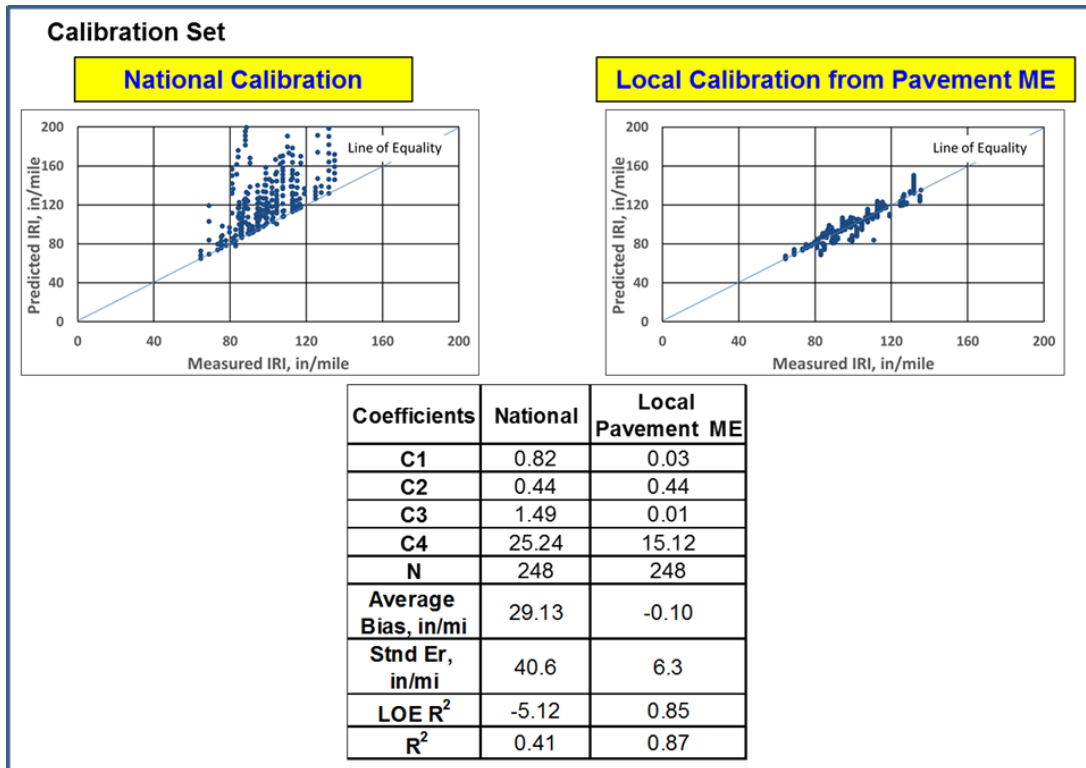 Calibration Set
National Calibration
Local Calibration from Pavement ME
200
160
120
80
40
0
Predicted IRI, in/mile
Line of Equality
0 40 80 120 160 200
Measured IRI, in/mile
200
160
120
80
40
0
Predicted IRI, in/mile
Line of Equality
0 40 80 120 160 200
Measured IRI, in/mile
Coefficients National Local
Pavement ME
C1 0.82 0.03
C2 0.44 0.44
C3 1.49 0.01
C4 25.24 15.12
N 248 248
Average
Bias, in/mi 29.13 -0.10
Stnd Er,
in/mi 40.6 6.3
LOE R² -5.12 0.85
R² 0.41 0.87